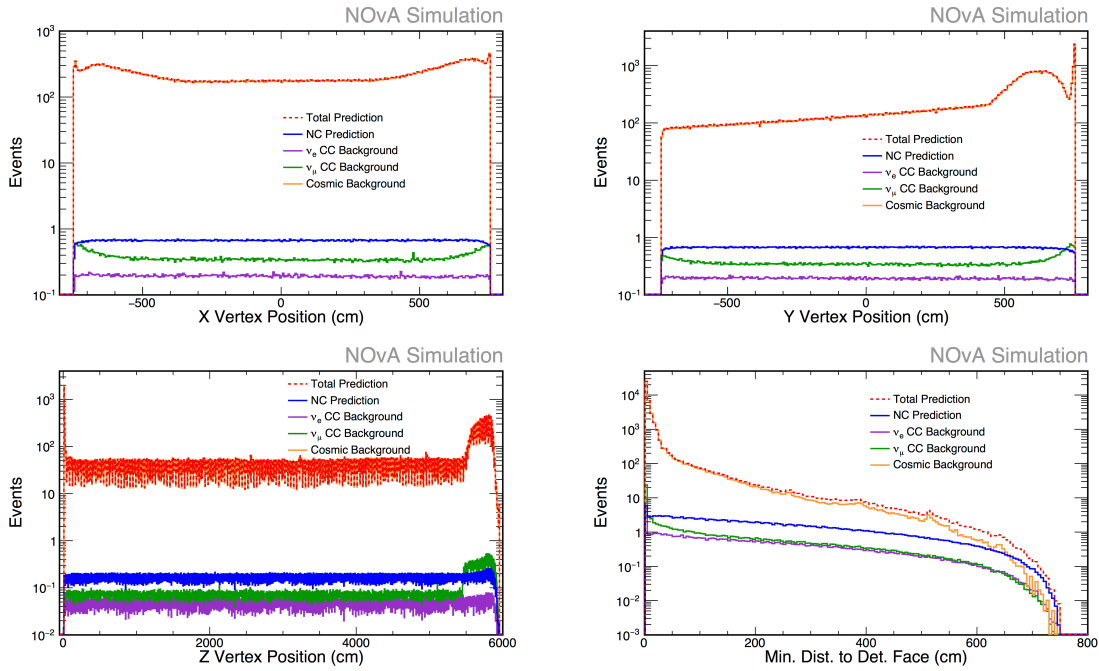 NOvA Simulation
10³
10²
10
1
10⁻¹
Events
Total Prediction
NC Prediction
νe CC Background
νμ CC Background
Cosmic Background
−500 0 500
X Vertex Position (cm)
NOvA Simulation
10³
10²
10
1
10⁻¹
Events
Total Prediction
NC Prediction
νe CC Background
νμ CC Background
Cosmic Background
−500 0 500
Y Vertex Position (cm)
NOvA Simulation
10³
10²
10
1
10⁻¹
10⁻²
Events
Total Prediction
NC Prediction
νe CC Background
νμ CC Background
Cosmic Background
0 2000 4000 6000
Z Vertex Position (cm)
NOvA Simulation
10⁴
10³
10²
10
1
10⁻¹
10⁻²
10⁻³
Events
Total Prediction
NC Prediction
νe CC Background
νμ CC Background
Cosmic Background
0 200 400 600 800
Min. Dist. to Det. Face (cm)